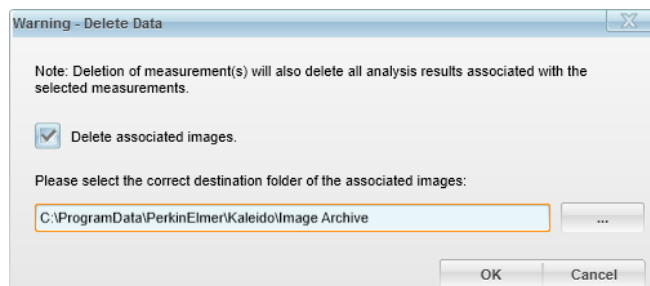 Warning - Delete Data
Note: Deletion of measurement(s) will also delete all analysis results associated with the
selected measurements.
Delete associated images.
Please select the correct destination folder of the associated images:
C:\ProgramData\PerkinElmer\Kaleido\Image Archive
...
OK
Cancel